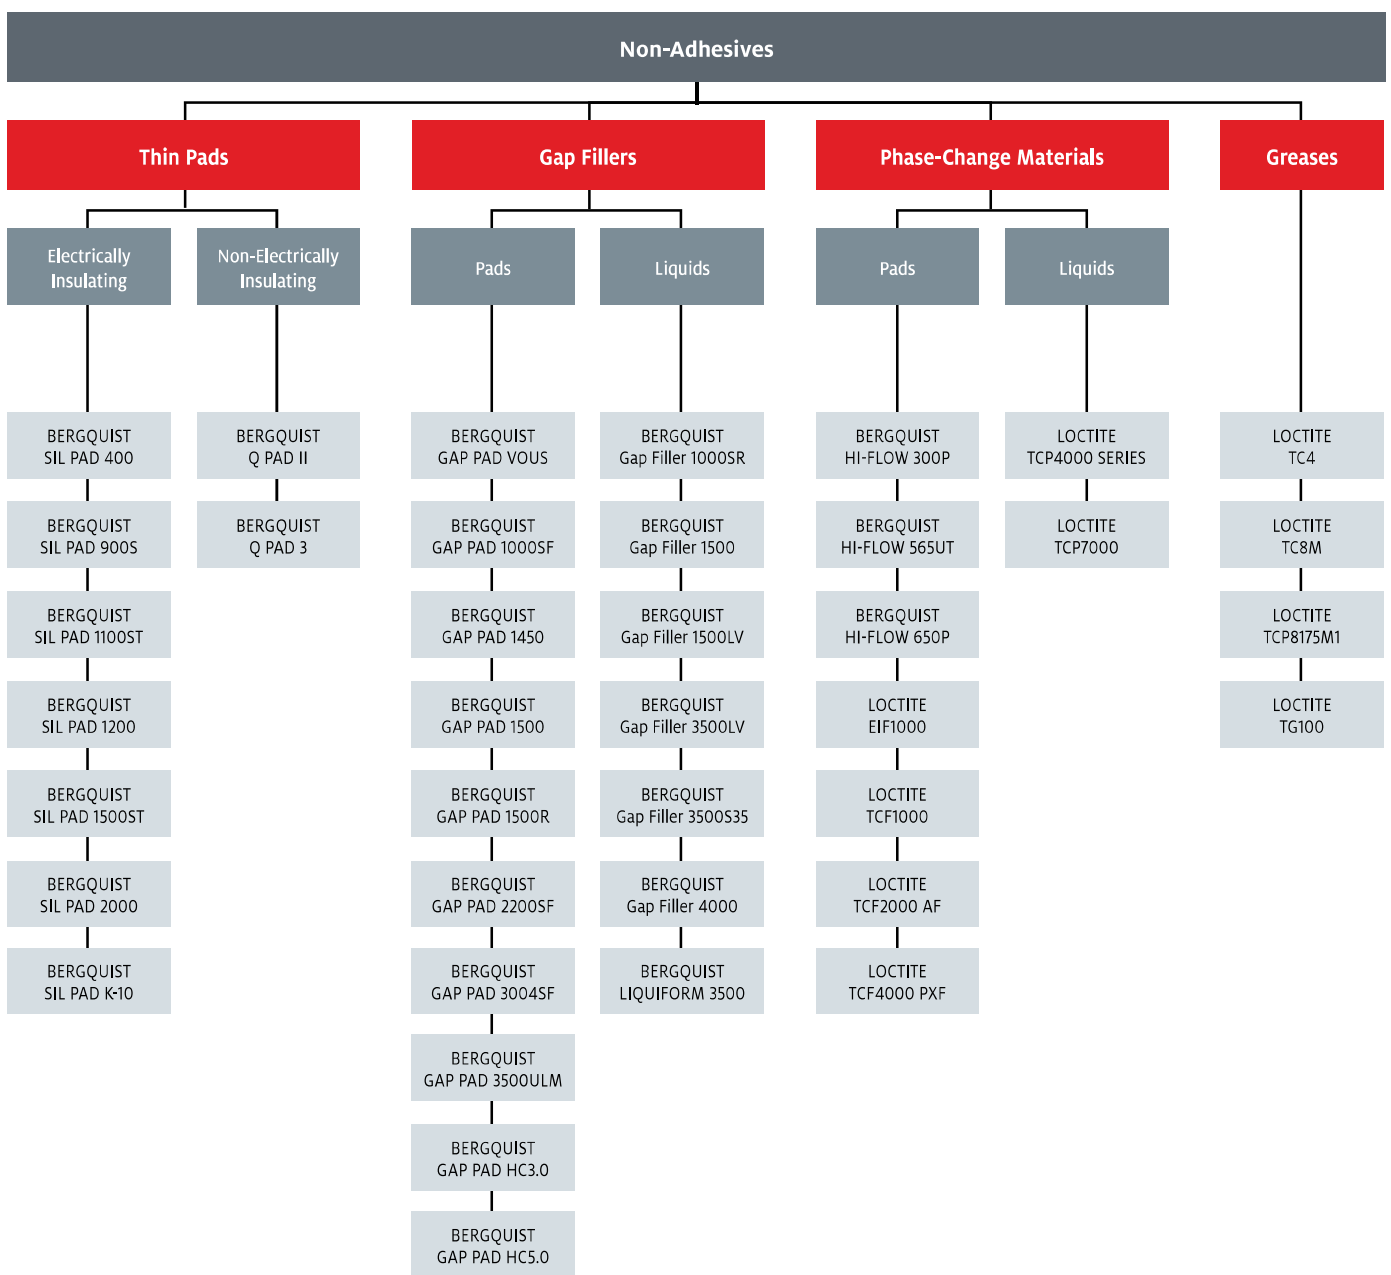 Non-Adhesives
Thin Pads
Gap Fillers
Phase-Change Materials
Greases
Electrically
Insulating
Non-Electrically
Insulating
Pads
Liquids
Pads
Liquids
BERGQUIST
SIL PAD 400
BERGQUIST
SIL PAD 900S
BERGQUIST
SIL PAD 1100ST
BERGQUIST
SIL PAD 1200
BERGQUIST
SIL PAD 1500ST
BERGQUIST
SIL PAD 2000
BERGQUIST
SIL PAD K-10
BERGQUIST
Q PAD II
BERGQUIST
Q PAD 3
BERGQUIST
GAP PAD VOUS
BERGQUIST
GAP PAD 1000SF
BERGQUIST
GAP PAD 1450
BERGQUIST
GAP PAD 1500
BERGQUIST
GAP PAD 1500R
BERGQUIST
GAP PAD 2200SF
BERGQUIST
GAP PAD 3004SF
BERGQUIST
GAP PAD 3500ULM
BERGQUIST
GAP PAD HC3.0
BERGQUIST
GAP PAD HC5.0
BERGQUIST
Gap Filler 1000SR
BERGQUIST
Gap Filler 1500
BERGQUIST
Gap Filler 1500LV
BERGQUIST
Gap Filler 3500LV
BERGQUIST
Gap Filler 3500S35
BERGQUIST
Gap Filler 4000
BERGQUIST
LIQUIFORM 3500
BERGQUIST
HI-FLOW 300P
BERGQUIST
HI-FLOW 565UT
BERGQUIST
HI-FLOW 650P
LOCTITE
EIF1000
LOCTITE
TCF1000
LOCTITE
TCF2000 AF
LOCTITE
TCF4000 PXF
LOCTITE
TCP4000 SERIES
LOCTITE
TCP7000
LOCTITE
TC4
LOCTITE
TC8M
LOCTITE
TCP8175M1
LOCTITE
TG100